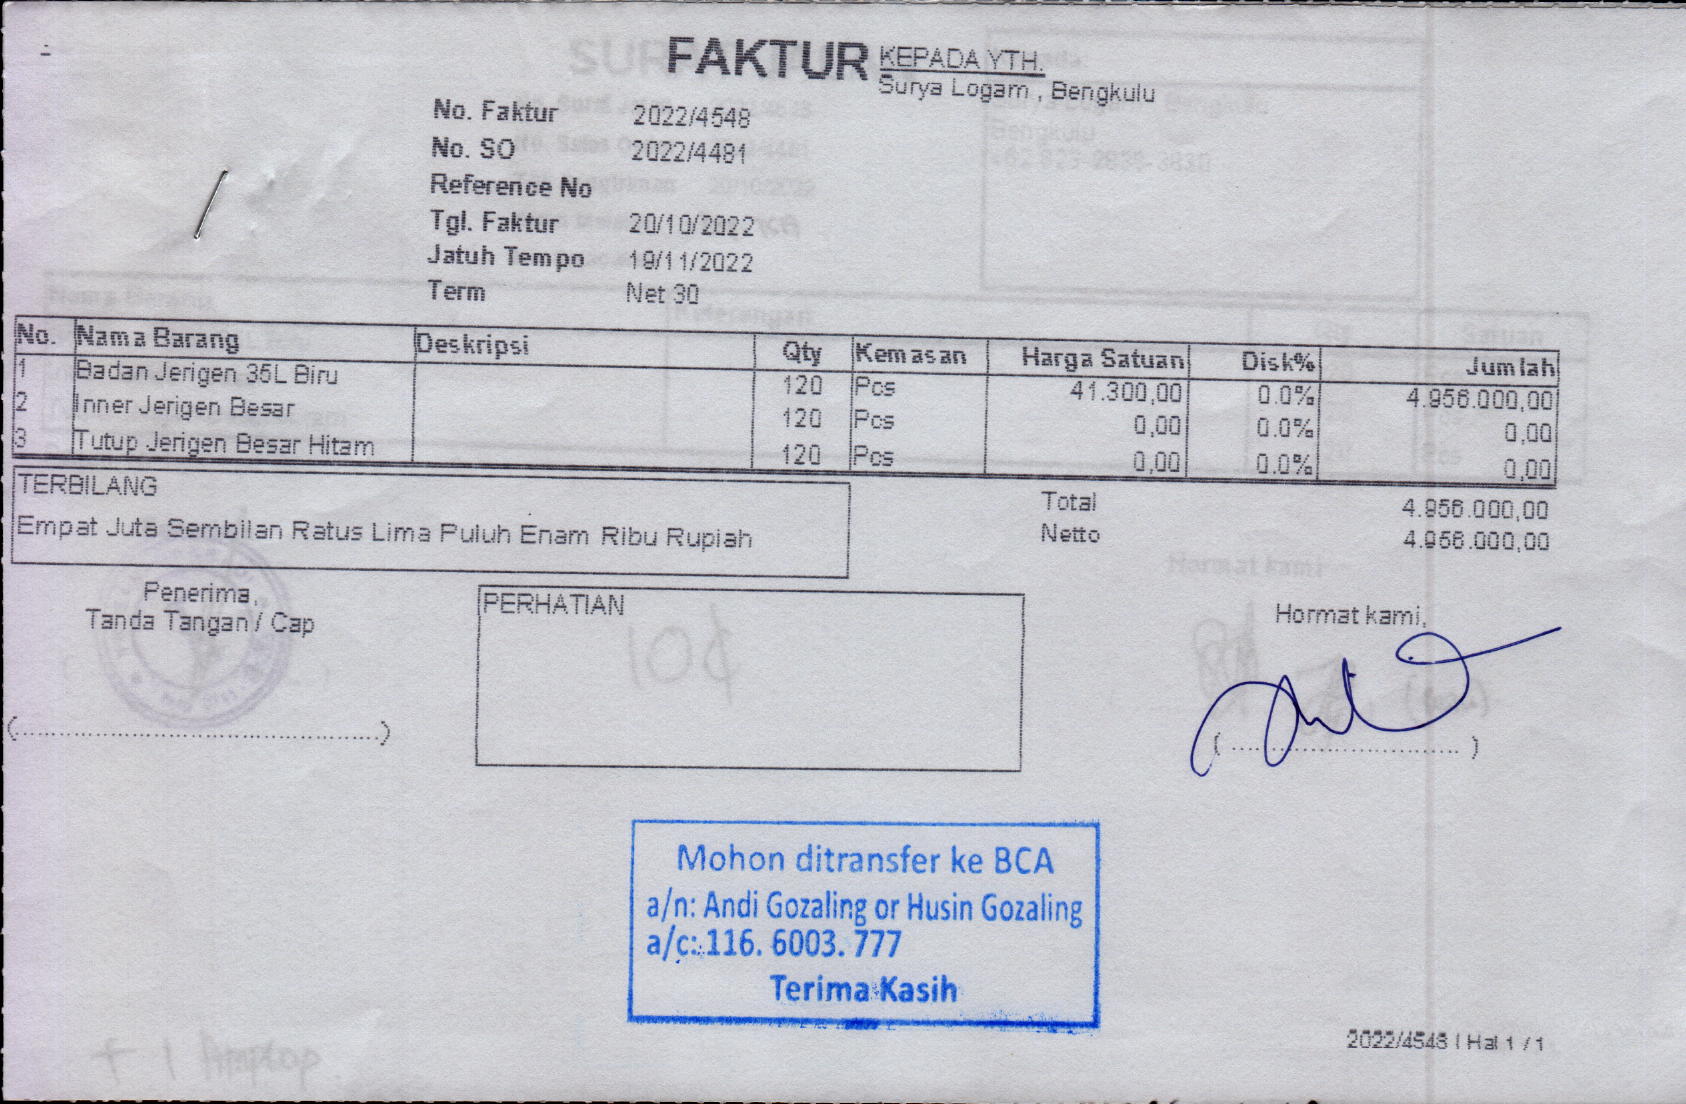 FAKTUR
KEPADA YTH.
Surya Logam , Bengkulu
No. Faktur 2022/4548
No. SO 2022/4481
Reference No
Tgl. Faktur 20/10/2022
Jatuh Tempo 19/11/2022
Term Net 30
No. Nama Barang Deskripsi Qty Kemasan Harga Satuan Disk% Jumlah
1 Badan Jerigen 35L Biru 120 Pcs 41.300,00 0.0% 4.956.000,00
2 Inner Jerigen Besar 120 Pcs 0,00 0.0% 0,00
3 Tutup Jerigen Besar Hitam 120 Pcs 0,00 0.0% 0,00
TERBILANG
Empat Juta Sembilan Ratus Lima Puluh Enam Ribu Rupiah
Total 4.956.000,00
Netto 4.956.000,00
Penerima,
Tanda Tangan / Cap
(............................................)
PERHATIAN
Hormat kami,
(............................)
Mohon ditransfer ke BCA
a/n: Andi Gozaling or Husin Gozaling
a/c: 116. 6003. 777
Terima Kasih
2022/4548 | Hal 1 / 1